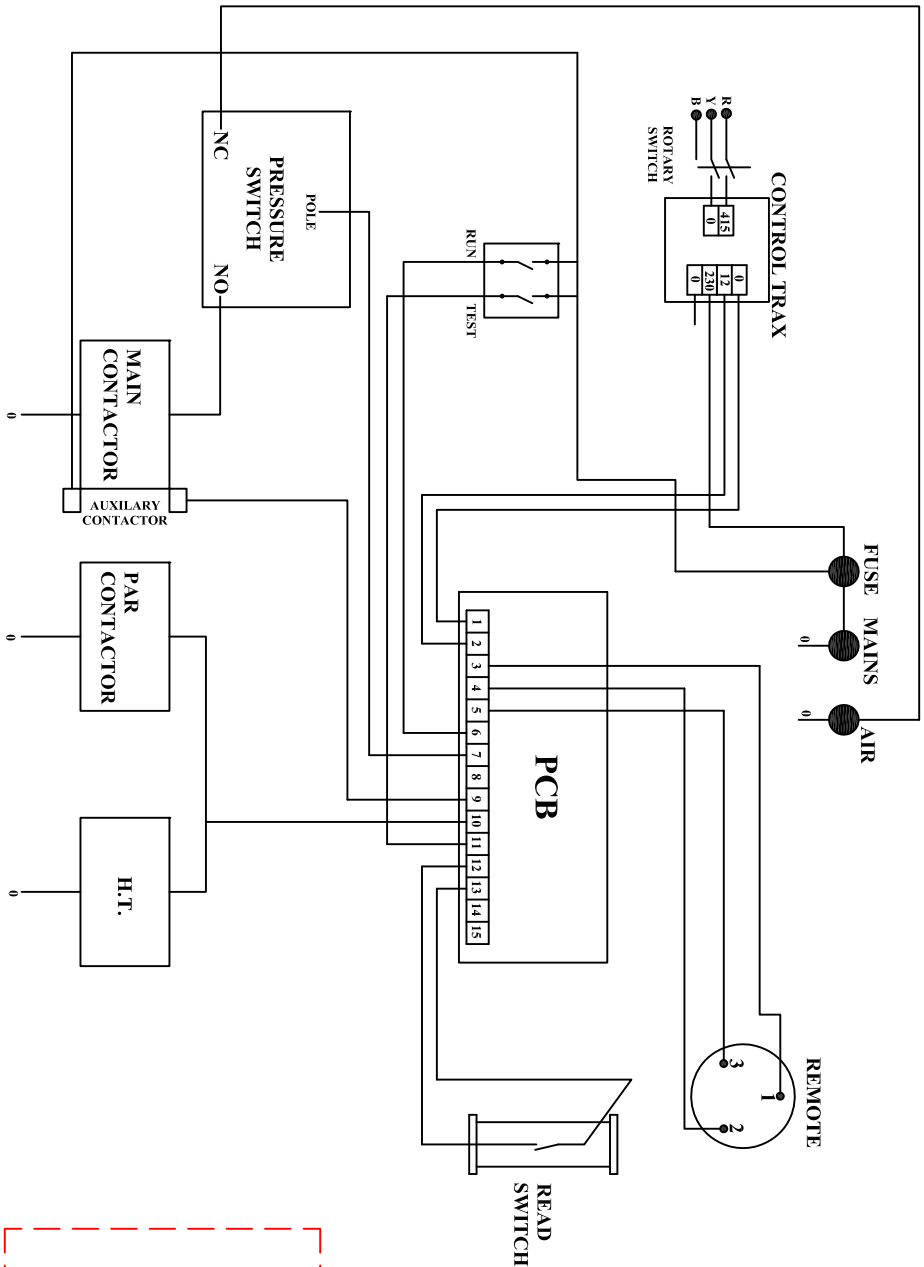 R
Y
B
ROTARY
SWITCH
CONTROL TRAX
415
0
0
12
230
0
NC
PRESSURE
SWITCH
POLE
NO
RUN
TEST
MAIN
CONTACTOR
0
AUXILARY
CONTACTOR
PAR
CONTACTOR
0
H.T.
0
FUSE
MAINS
0
AIR
0
PCB
1
2
3
4
5
6
7
8
9
10
11
12
13
14
15
REMOTE
1
2
3
READ
SWITCH